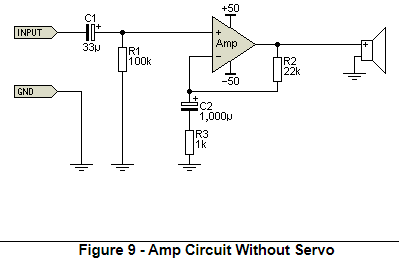 +50
C1
INPUT
+
33µ
+
Amp
−
R1
100k
−50
+
R2
22k
GND
+
C2
1,000µ
R3
1k
Figure 9 - Amp Circuit Without Servo